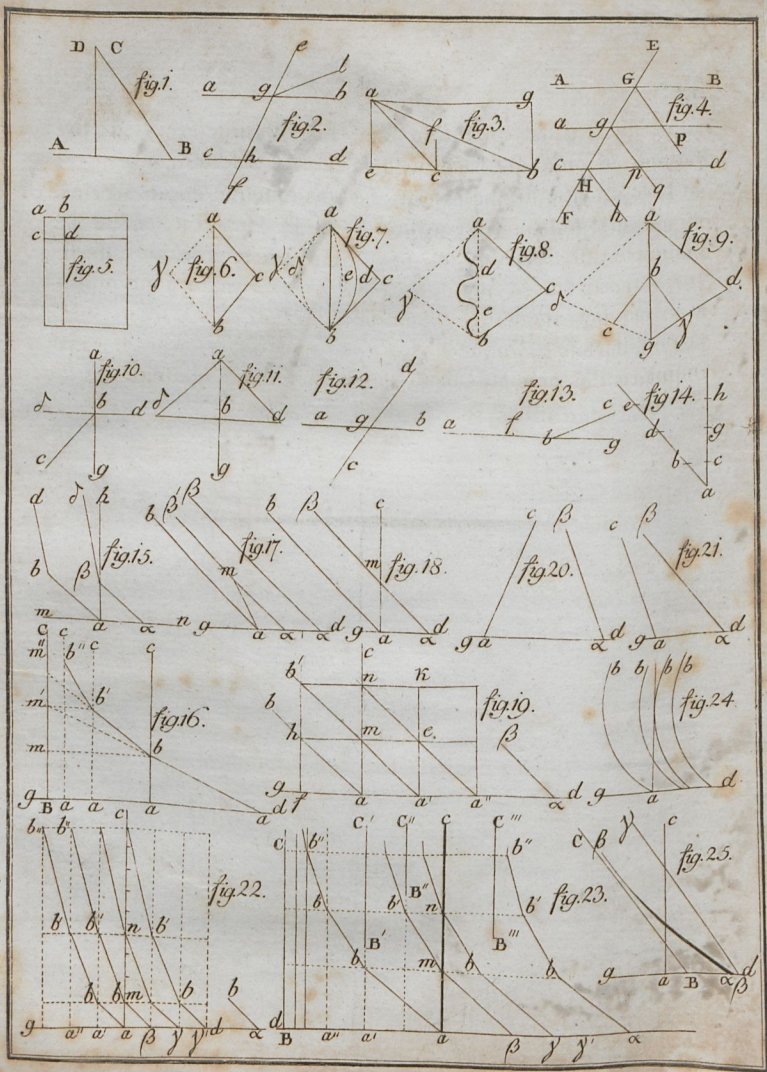 D C
fig.1.
A B
e
a g l
b
fig.2.
c h d
f
a g
f fig.3.
e c b
E
A G B
fig.4.
a g P
c p d
H
F h q
a b
c d
fig.5.
a
γ fig.6. c
b
a
fig.7.
γ δ e d c
b
a
fig.8.
d
γ c
e
b
a
fig.9.
b d.
δ
c γ
g
a
fig.10.
δ b d
c g
a
fig.11.
δ b d
g
fig.12. d
a g b
c
fig.13.
a f b c
g
fig.14.
e h
d g
b c
a
d δ h
fig.15.
b β
m a α n
b β' β
fig.17.
m
g a α α d
b β c
m fig.18.
g a α d
c β
fig.20.
g a α d
c β
fig.21.
g a α d
C c b'' c c
m''
m' b'
fig.16.
m b
g B a a a a d
c
b' n K
b fig.19.
h m e. β
g f a a' a'' α d
b b b b
fig.24
g a d
b'' b'' c
fig.22.
b' b' n b'
b b m b b
g a'' a' a β γ γ' d α d
C b'' C' C'' c C''' b''
b b' B'' n b' fig.23.
B' B'''
b m b b
B a'' a' a β γ γ' α
C β γ c
fig.25.
g a B α β d